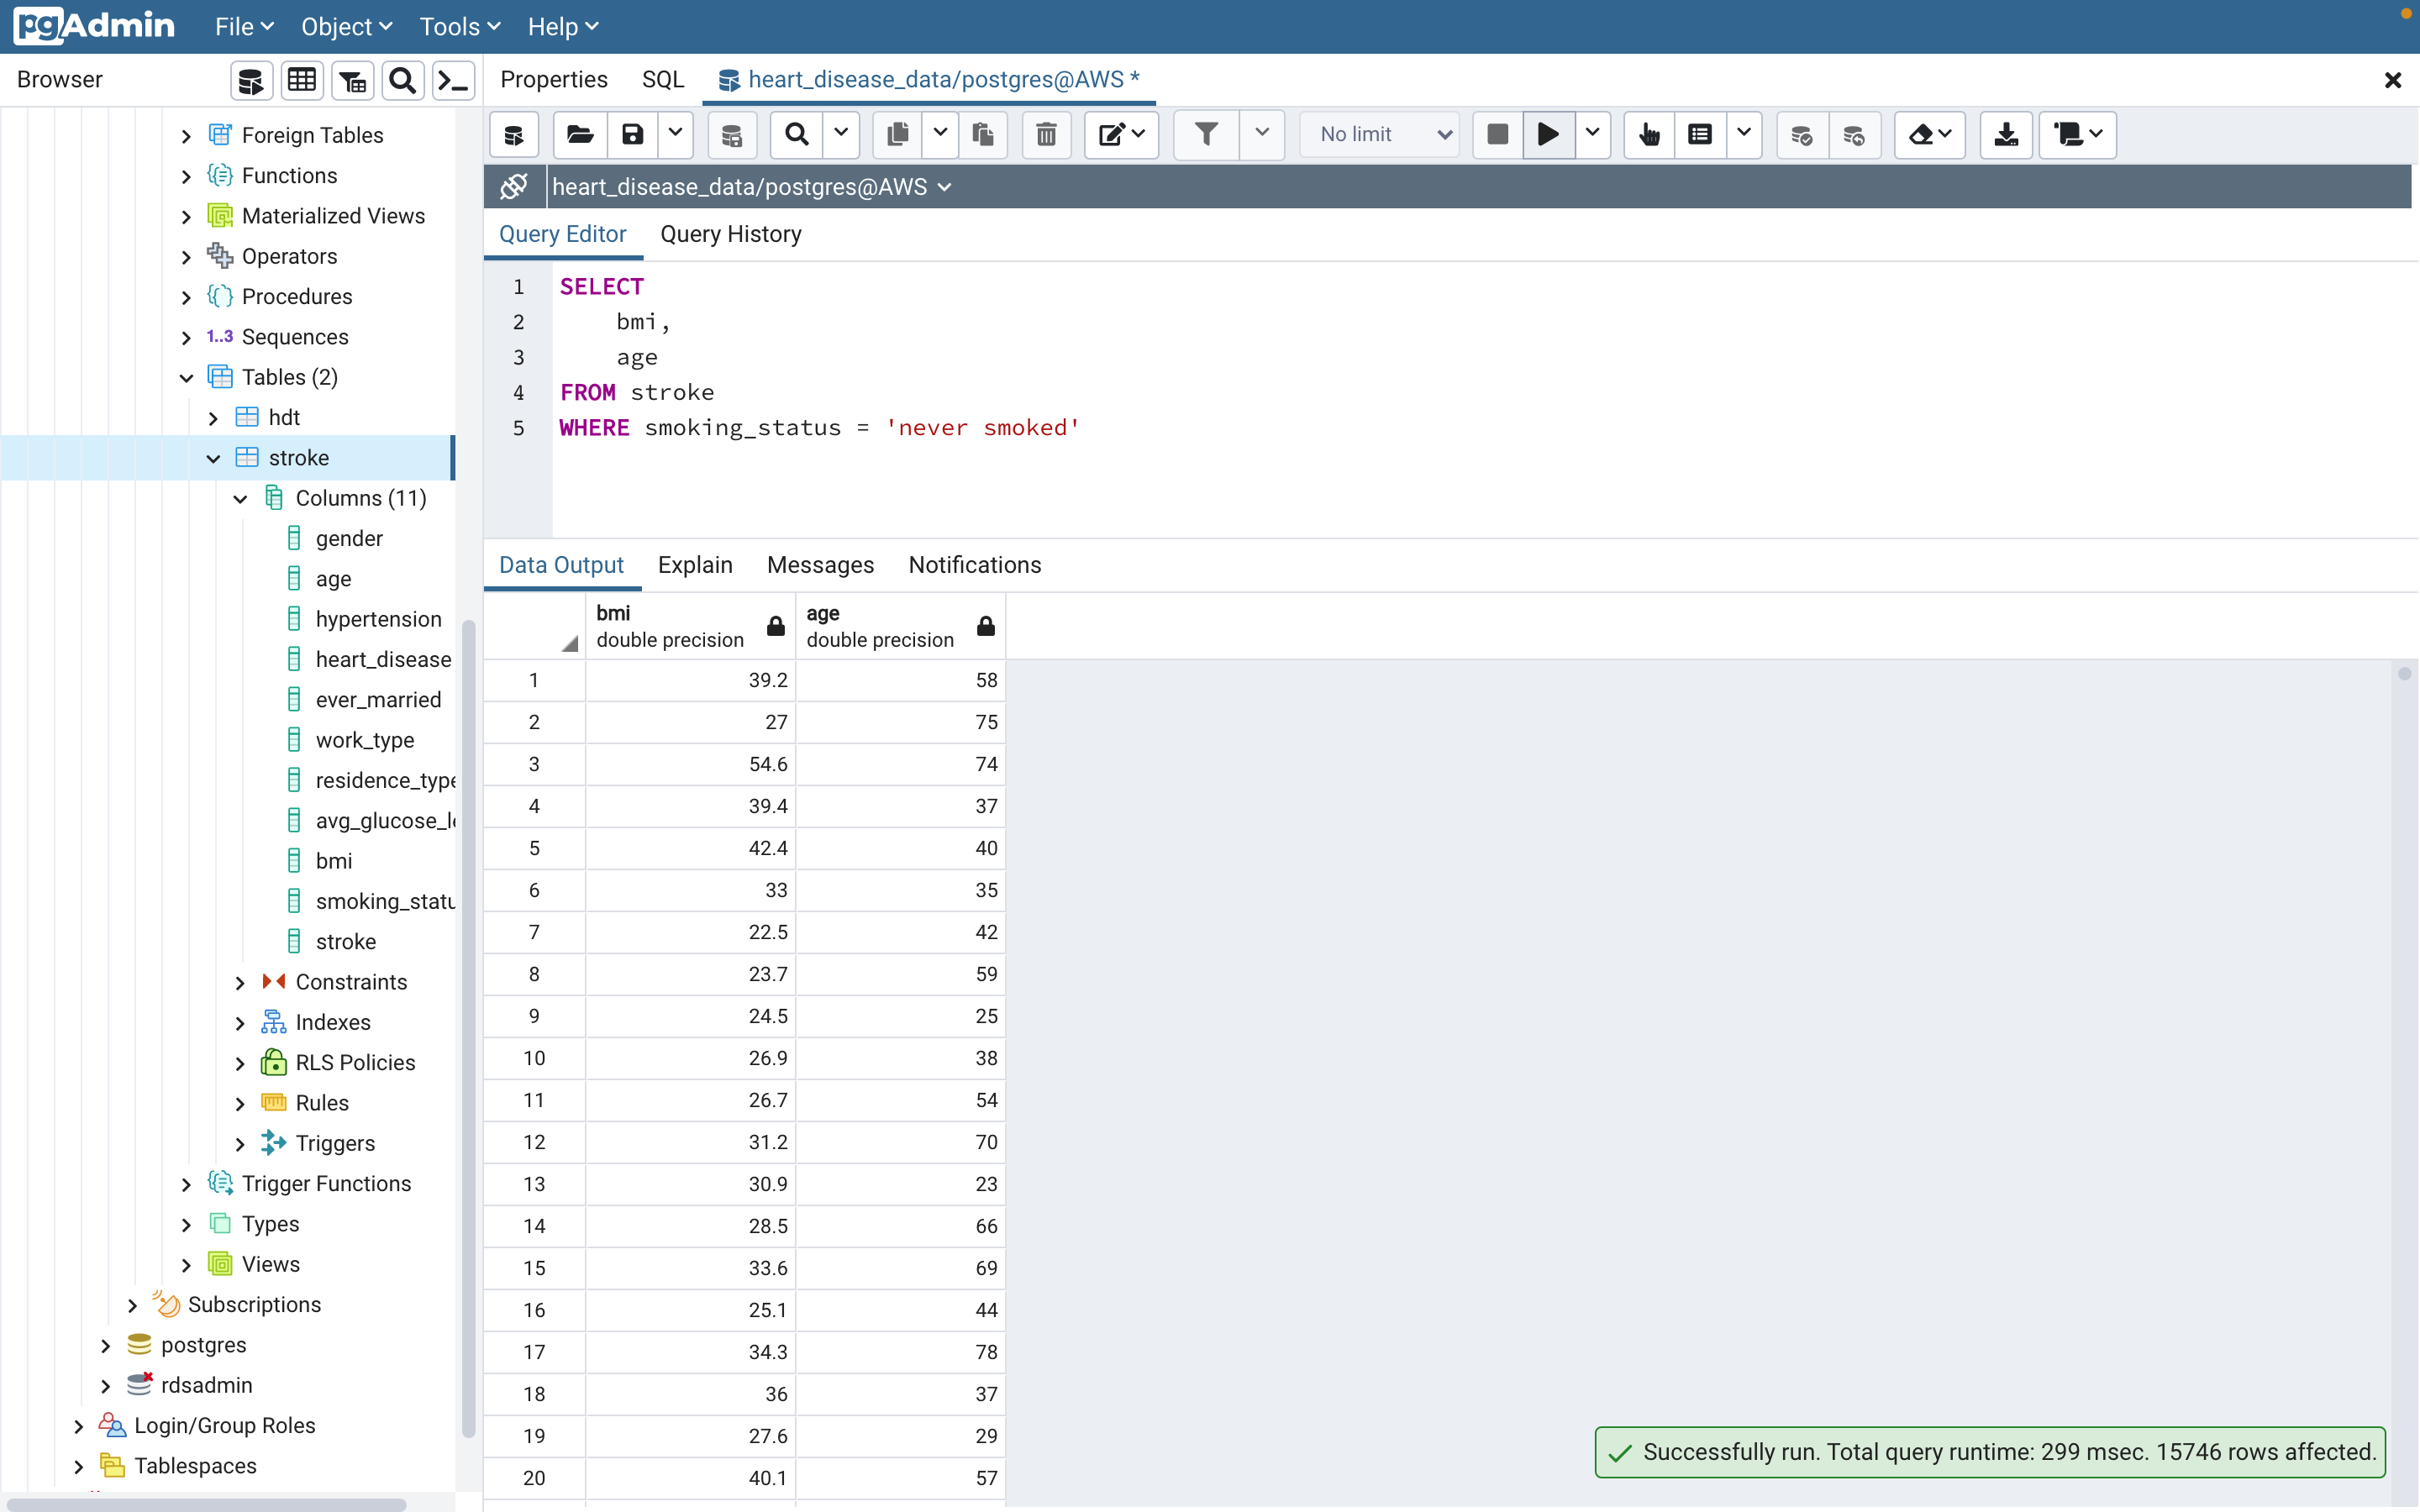 pgAdmin File Object Tools Help
Browser
Properties SQL heart_disease_data/postgres@AWS *
No limit
heart_disease_data/postgres@AWS
Query Editor Query History
1 SELECT
2 bmi,
3 age
4 FROM stroke
5 WHERE smoking_status = 'never smoked'
Foreign Tables
Functions
Materialized Views
Operators
Procedures
1..3 Sequences
Tables (2)
hdt
stroke
Columns (11)
gender
age
hypertension
heart_disease
ever_married
work_type
residence_type
avg_glucose_l
bmi
smoking_statu
stroke
Constraints
Indexes
RLS Policies
Rules
Triggers
Trigger Functions
Types
Views
Subscriptions
postgres
rdsadmin
Login/Group Roles
Tablespaces
Data Output Explain Messages Notifications
bmi age
double precision double precision
1 39.2 58
2 27 75
3 54.6 74
4 39.4 37
5 42.4 40
6 33 35
7 22.5 42
8 23.7 59
9 24.5 25
10 26.9 38
11 26.7 54
12 31.2 70
13 30.9 23
14 28.5 66
15 33.6 69
16 25.1 44
17 34.3 78
18 36 37
19 27.6 29
20 40.1 57
Successfully run. Total query runtime: 299 msec. 15746 rows affected.